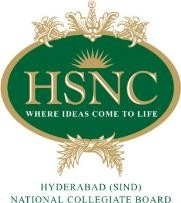 HSNC
WHERE IDEAS COME TO LIFE
HYDERABAD (SIND)
NATIONAL COLLEGIATE BOARD